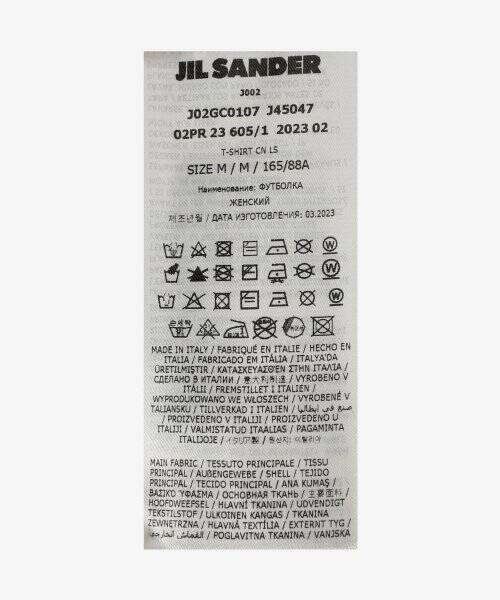 JIL SANDER
J002
J02GC0107 J45047
02PR 23 605/1 2023 02
T-SHIRT CN LS
SIZE M / M / 165/88A
Наименование: ФУТБОЛКА
ЖЕНСКИЙ
제조년월 / ДАТА ИЗГОТОВЛЕНИЯ: 03.2023
MADE IN ITALY / FABRIQUÉ EN ITALIE / HECHO EN
ITALIA / FABBRICATO EM ITÁLIA / ITALYA'DA
ÜRETILMIŞTIR / ΚΑΤΑΣΚΕΥΑΣΘΕΝ ΣΤΗΝ ΙΤΑΛΙΑ /
СДЕЛАНО В ИТАЛИИ / 意大利制造 / VYROBENO V
ITÁLII / FREMSTILLET I ITALIEN /
WYPRODUKOWANO WE WŁOSZECH / VYROBENÉ V
TALIANSKU / TILLVERKAD I ITALIEN / صنع في إيطاليا
/ PROIZVEDENO V ITALIJI / PROIZVEDENO U
ITALIJI / VALMISTATUD ITAALIAS / PAGAMINTA
ITALIJOJE / イタリア製 / 원산지: 이탈리아
MAIN FABRIC / TESSUTO PRINCIPALE / TISSU
PRINCIPAL / AUßENGEWEBE / SHELL / TEJIDO
PRINCIPAL / TECIDO PRINCIPAL / ANA KUMAŞ /
ΒΑΣΙΚΟ ΥΦΑΣΜΑ / ОСНОВНАЯ ТКАНЬ / 主要面料 /
HOOFDWEEFSEL / HLAVNÍ TKANINA / UDVENDIGT
TEKSTILSTOF / ULKOINEN KANGAS / TKANINA
ZEWNĘTRZNA / HLAVNÁ TEXTÍLIA / EXTERNT TYG /
القماش الخارجي / POGLAVITNA TKANINA / VANJSKA